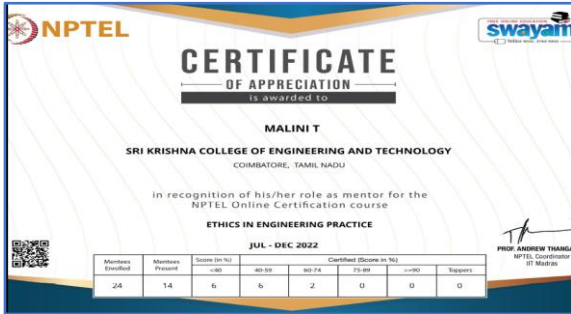 NPTEL
FREE ONLINE EDUCATION
swayam
CERTIFICATE
OF APPRECIATION
is awarded to
MALINI T
SRI KRISHNA COLLEGE OF ENGINEERING AND TECHNOLOGY
COIMBATORE, TAMIL NADU
in recognition of his/her role as mentor for the
NPTEL Online Certification course
ETHICS IN ENGINEERING PRACTICE
JUL - DEC 2022
PROF. ANDREW THANGA
NPTEL Coordinator
IIT Madras
Mentees Enrolled Mentees Present Score (in %) Certified (Score in %)
<40 40-59 60-74 75-89 >=90 Toppers
24 14 6 6 2 0 0 0